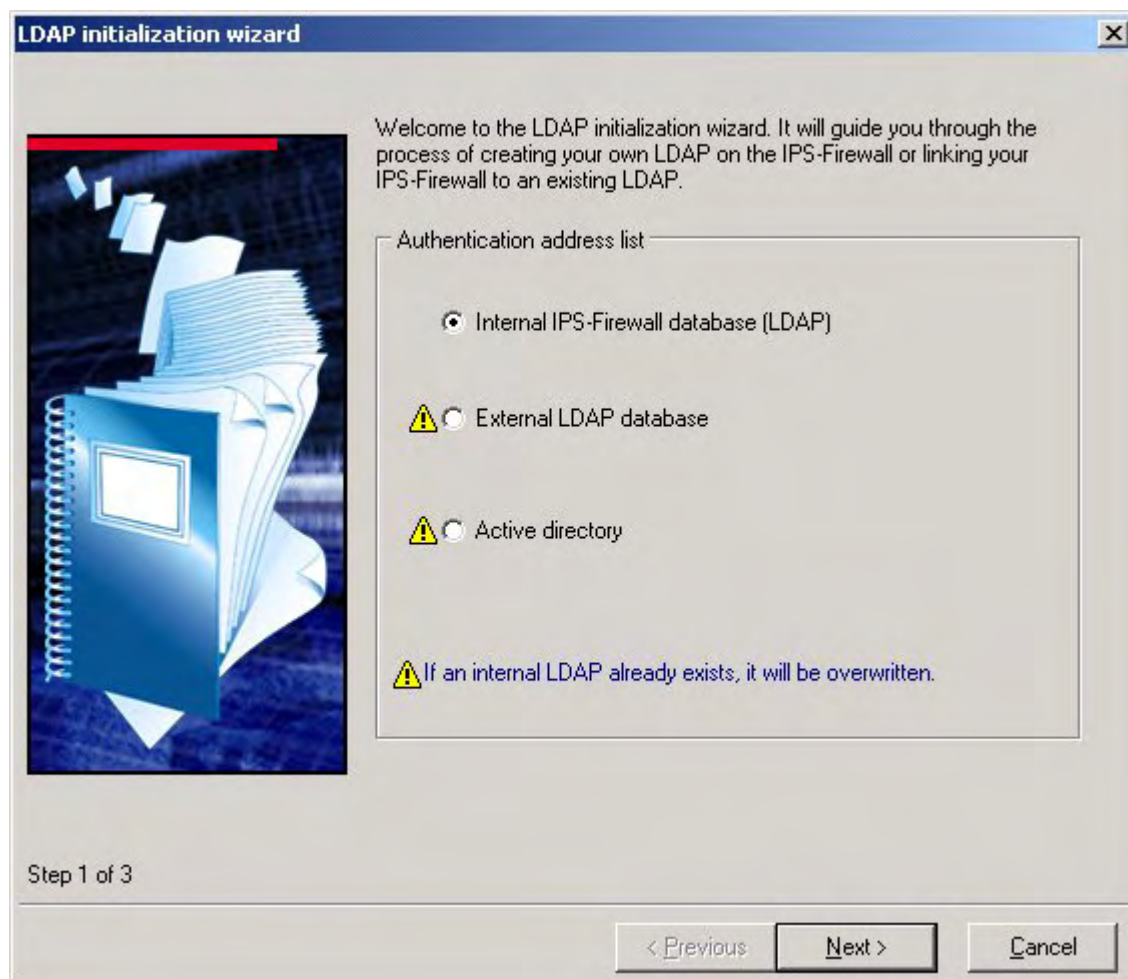 LDAP initialization wizard
Welcome to the LDAP initialization wizard. It will guide you through the
process of creating your own LDAP on the IPS-Firewall or linking your
IPS-Firewall to an existing LDAP.
Authentication address list
Internal IPS-Firewall database (LDAP)
External LDAP database
Active directory
If an internal LDAP already exists, it will be overwritten.
Step 1 of 3
< Previous
Next >
Cancel